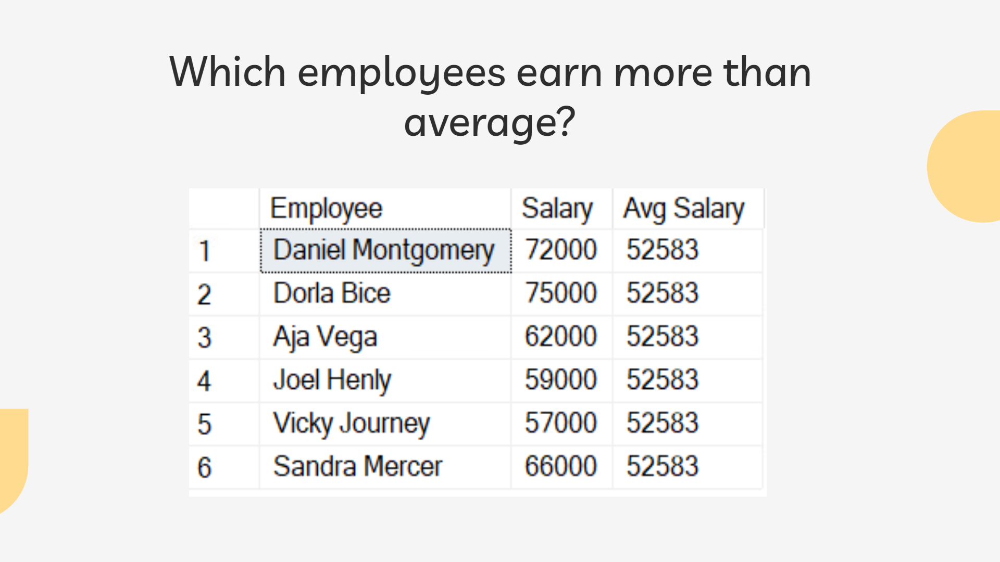 Which employees earn more than
average?
Employee Salary Avg Salary
1 Daniel Montgomery 72000 52583
2 Dorla Bice 75000 52583
3 Aja Vega 62000 52583
4 Joel Henly 59000 52583
5 Vicky Journey 57000 52583
6 Sandra Mercer 66000 52583